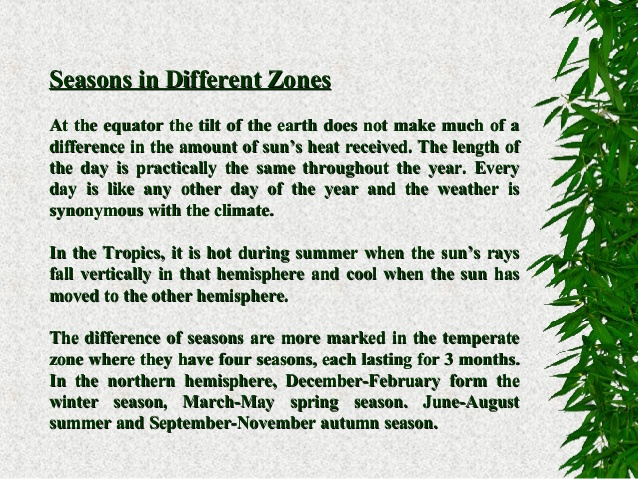 Seasons in Different Zones
At the equator the tilt of the earth does not make much of a
difference in the amount of sun’s heat received. The length of
the day is practically the same throughout the year. Every
day is like any other day of the year and the weather is
synonymous with the climate.
In the Tropics, it is hot during summer when the sun’s rays
fall vertically in that hemisphere and cool when the sun has
moved to the other hemisphere.
The difference of seasons are more marked in the temperate
zone where they have four seasons, each lasting for 3 months.
In the northern hemisphere, December-February form the
winter season, March-May spring season. June-August
summer and September-November autumn season.